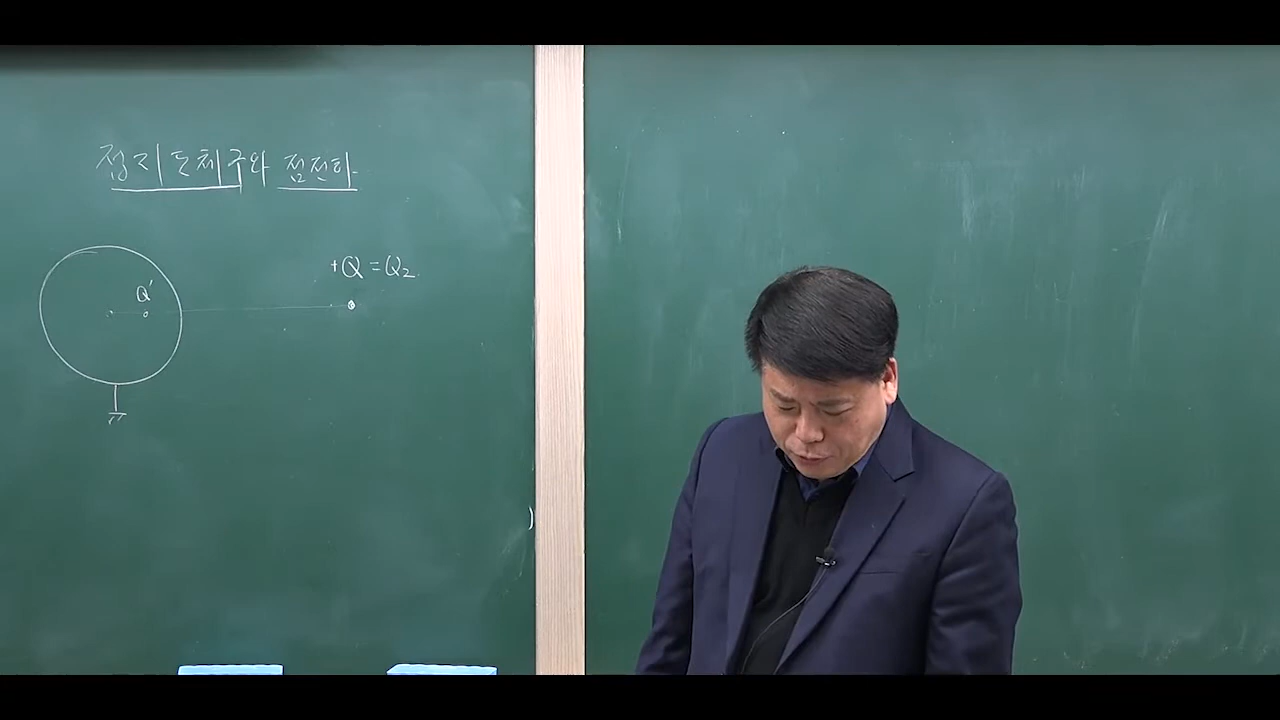 접지도체구와 점전하.
+Q = Q₂
Q'